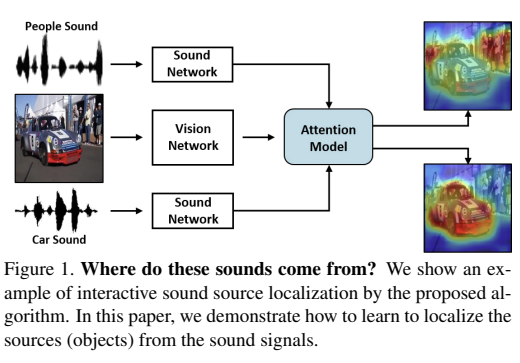 People Sound
Sound
Network
Vision
Network
Attention
Model
Sound
Network
Car Sound
Figure 1. Where do these sounds come from? We show an ex-
ample of interactive sound source localization by the proposed al-
gorithm. In this paper, we demonstrate how to learn to localize the
sources (objects) from the sound signals.